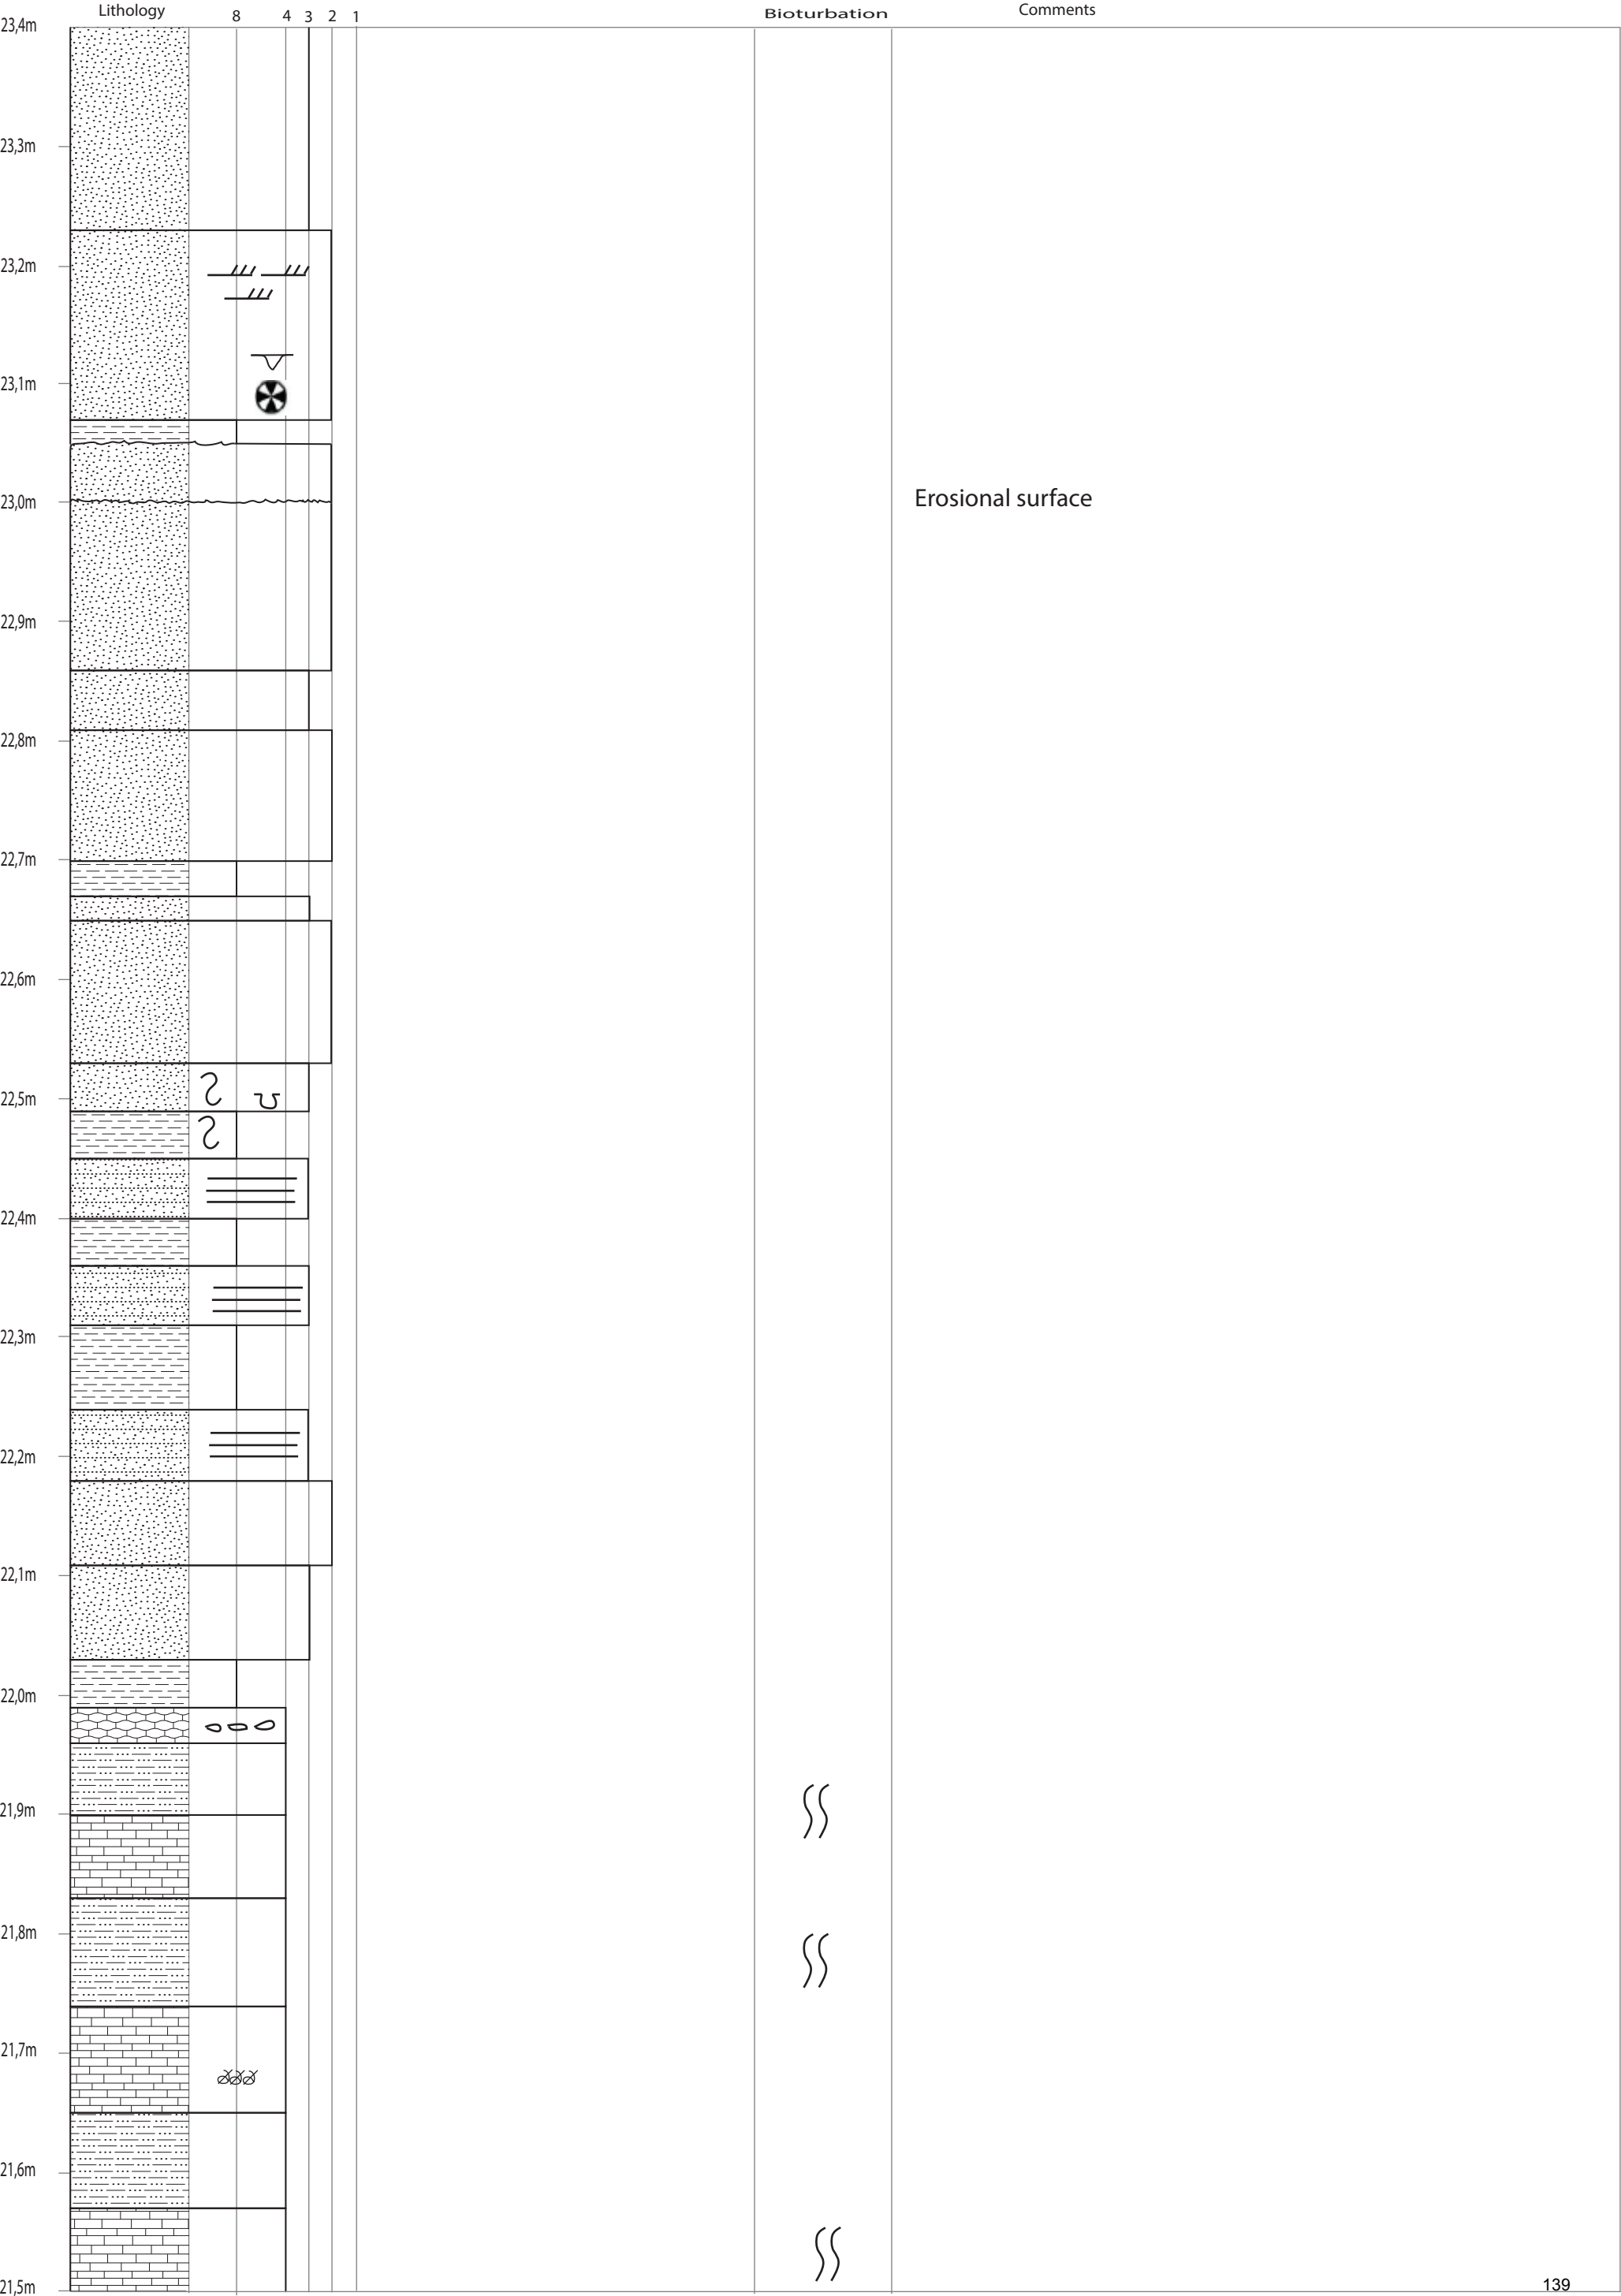 Lithology 8 4 3 2 1 Bioturbation Comments
23,4m
23,3m
23,2m
23,1m
23,0m Erosional surface
22,9m
22,8m
22,7m
22,6m
22,5m
22,4m
22,3m
22,2m
22,1m
22,0m
21,9m
21,8m
21,7m
21,6m
21,5m
139